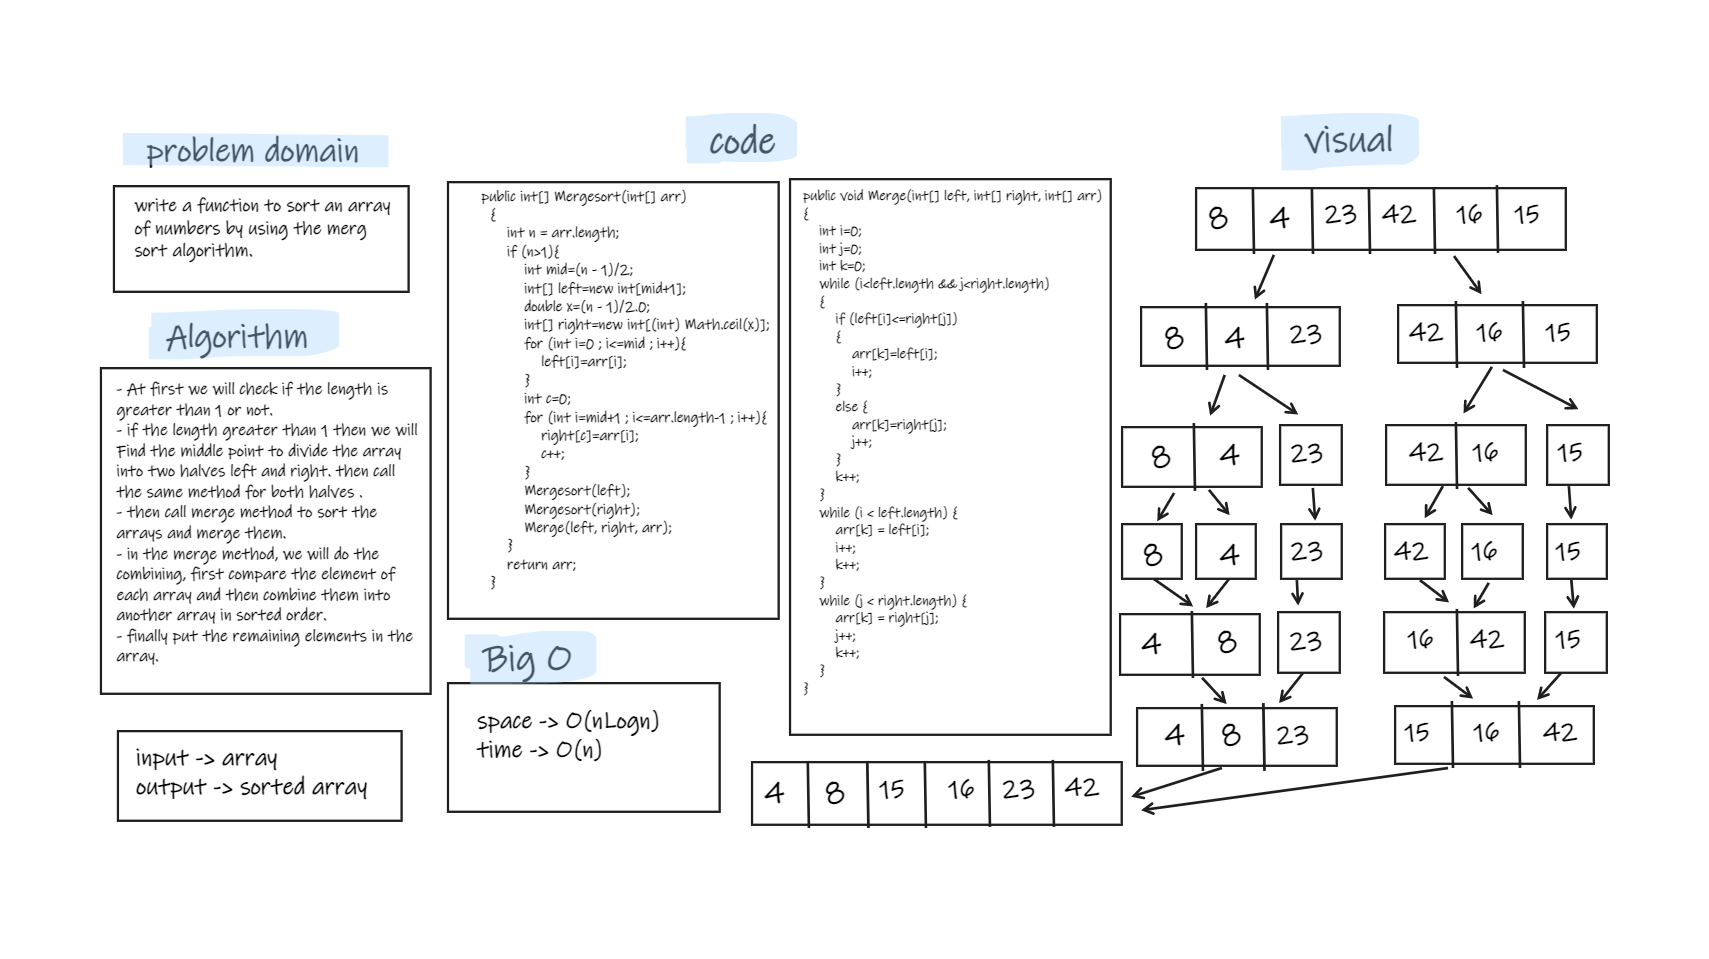 problem domain
write a function to sort an array
of numbers by using the merg
sort algorithm.
Algorithm
- At first we will check if the length is
greater than 1 or not.
- if the length greater than 1 then we will
Find the middle point to divide the array
into two halves left and right. then call
the same method for both halves .
- then call merge method to sort the
arrays and merge them.
- in the merge method, we will do the
combining, first compare the element of
each array and then combine them into
another array in sorted order.
- finally put the remaining elements in the
array.
input -> array
output -> sorted array
code
public int[] Mergesort(int[] arr)
{
int n = arr.length;
if (n>1){
int mid=(n - 1)/2;
int[] left=new int[mid+1];
double x=(n - 1)/2.0;
int[] right=new int[(int) Math.ceil(x)];
for (int i=0 ; i<=mid ; i++){
left[i]=arr[i];
}
int c=0;
for (int i=mid+1 ; i<=arr.length-1 ; i++){
right[c]=arr[i];
c++;
}
Mergesort(left);
Mergesort(right);
Merge(left, right, arr);
}
return arr;
}
public void Merge(int[] left, int[] right, int[] arr)
{
int i=0;
int j=0;
int k=0;
while (i<left.length && j<right.length)
{
if (left[i]<=right[j])
{
arr[k]=left[i];
i++;
}
else {
arr[k]=right[j];
j++;
}
k++;
}
while (i < left.length) {
arr[k] = left[i];
i++;
k++;
}
while (j < right.length) {
arr[k] = right[j];
j++;
k++;
}
}
Big O
space -> O(nLogn)
time -> O(n)
visual
8 4 23 42 16 15
8 4 23 42 16 15
8 4 23 42 16 15
8 4 23 42 16 15
4 8 23 16 42 15
4 8 23 15 16 42
4 8 15 16 23 42